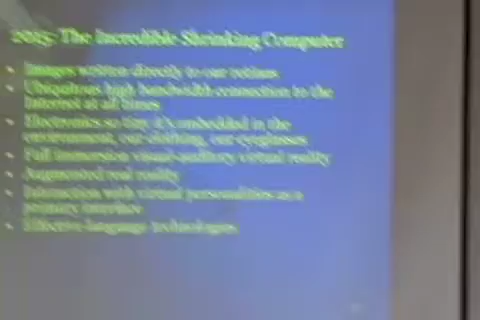 The Incredible Shrinking Computer
Images written directly to our retinas
Ubiquitous high bandwidth connection to the
Internet at all times
Electronics so tiny it's embedded in the
environment, our clothing, our eyeglasses
Full immersion visual-auditory virtual reality
Augmented real reality
Interaction with virtual personalities as a
primary interface
Effective language technologies